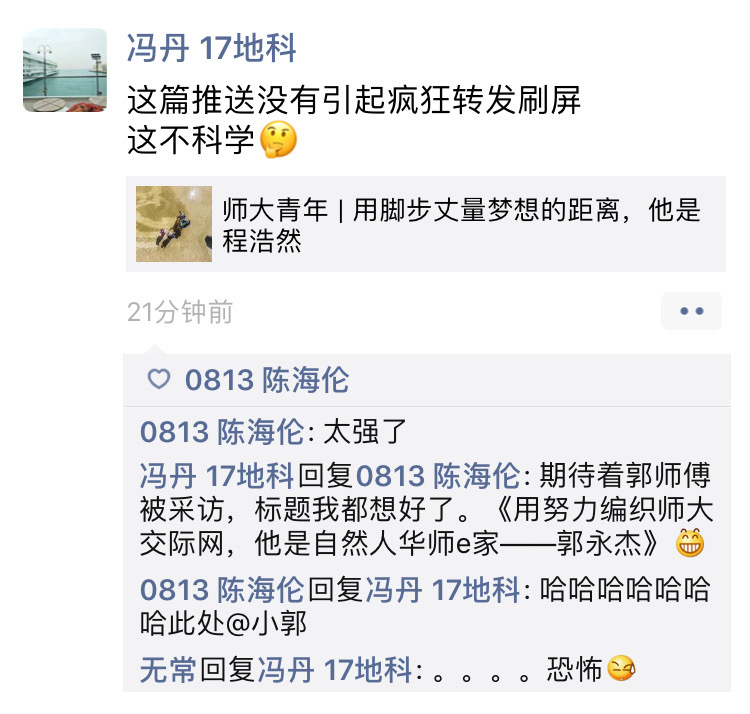 冯丹 17地科
这篇推送没有引起疯狂转发刷屏
这不科学🤔
师大青年 | 用脚步丈量梦想的距离，他是
程浩然
21分钟前
0813 陈海伦
0813 陈海伦: 太强了
冯丹 17地科回复0813 陈海伦: 期待着郭师傅
被采访，标题我都想好了。《用努力编织师大
交际网，他是自然人华师e家——郭永杰》😁
0813 陈海伦回复冯丹 17地科: 哈哈哈哈哈哈
哈此处@小郭
无常回复冯丹 17地科: 。。。。恐怖